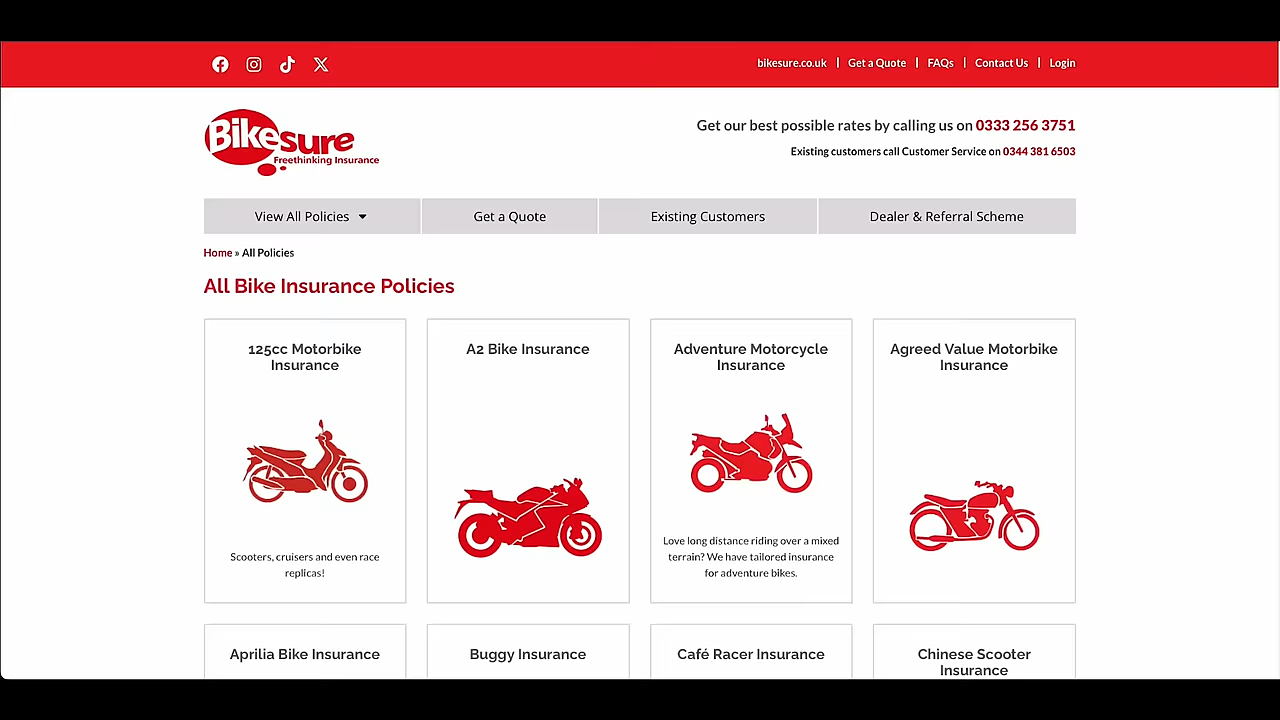 bikesure.co.uk | Get a Quote | FAQs | Contact Us | Login
Bikesure
Freethinking Insurance
Get our best possible rates by calling us on 0333 256 3751
Existing customers call Customer Service on 0344 381 6503
View All Policies
Get a Quote
Existing Customers
Dealer & Referral Scheme
Home » All Policies
All Bike Insurance Policies
125cc Motorbike
Insurance
Scooters, cruisers and even race
replicas!
A2 Bike Insurance
Adventure Motorcycle
Insurance
Love long distance riding over a mixed
terrain? We have tailored insurance
for adventure bikes.
Agreed Value Motorbike
Insurance
Aprilia Bike Insurance
Buggy Insurance
Café Racer Insurance
Chinese Scooter
Insurance